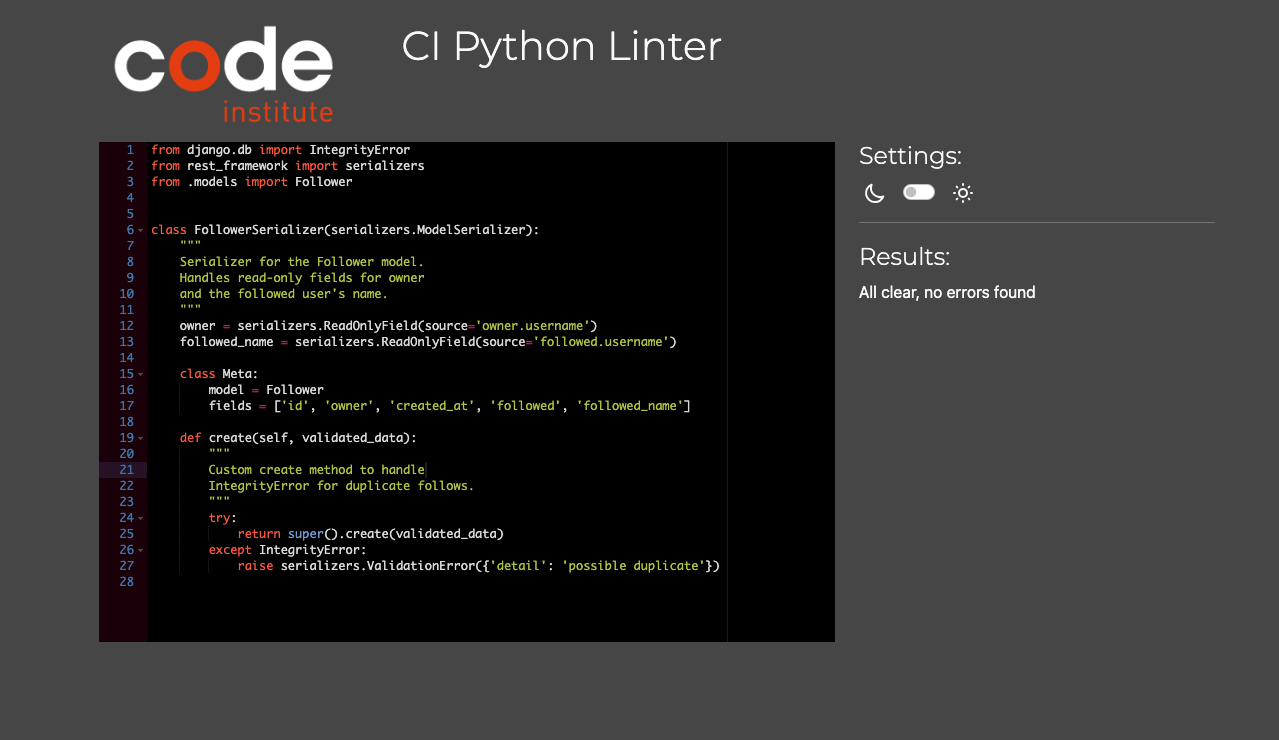 code
institute
CI Python Linter
1 from django.db import IntegrityError
2 from rest_framework import serializers
3 from .models import Follower
4
5
6 class FollowerSerializer(serializers.ModelSerializer):
7     """
8     Serializer for the Follower model.
9     Handles read-only fields for owner
10     and the followed user's name.
11     """
12     owner = serializers.ReadOnlyField(source='owner.username')
13     followed_name = serializers.ReadOnlyField(source='followed.username')
14
15     class Meta:
16         model = Follower
17         fields = ['id', 'owner', 'created_at', 'followed', 'followed_name']
18
19     def create(self, validated_data):
20         """
21         Custom create method to handle
22         IntegrityError for duplicate follows.
23         """
24         try:
25             return super().create(validated_data)
26         except IntegrityError:
27             raise serializers.ValidationError({'detail': 'possible duplicate'})
28
Settings:
Results:
All clear, no errors found